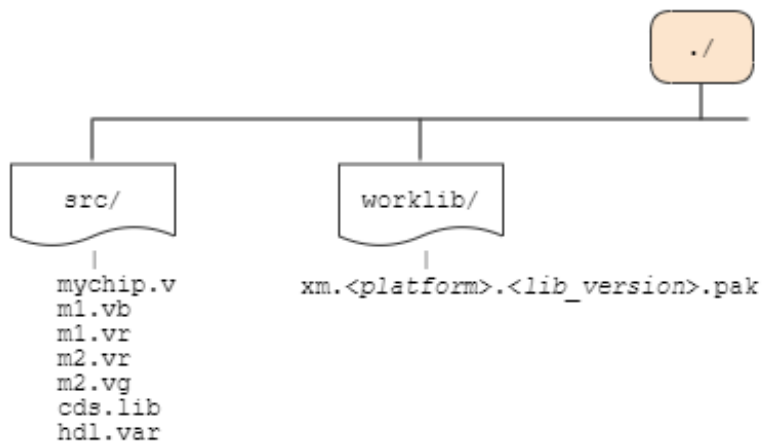 ./
src/
worklib/
mychip.v
m1.vb
m1.vr
m2.vr
m2.vg
cds.lib
hdl.var
xm.<platform>.<lib_version>.pak